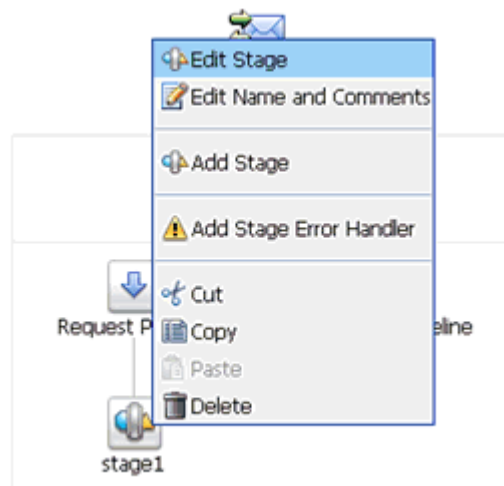 Edit Stage
Edit Name and Comments
Add Stage
Add Stage Error Handler
Cut
Request P
Copy
eline
Paste
Delete
stage1